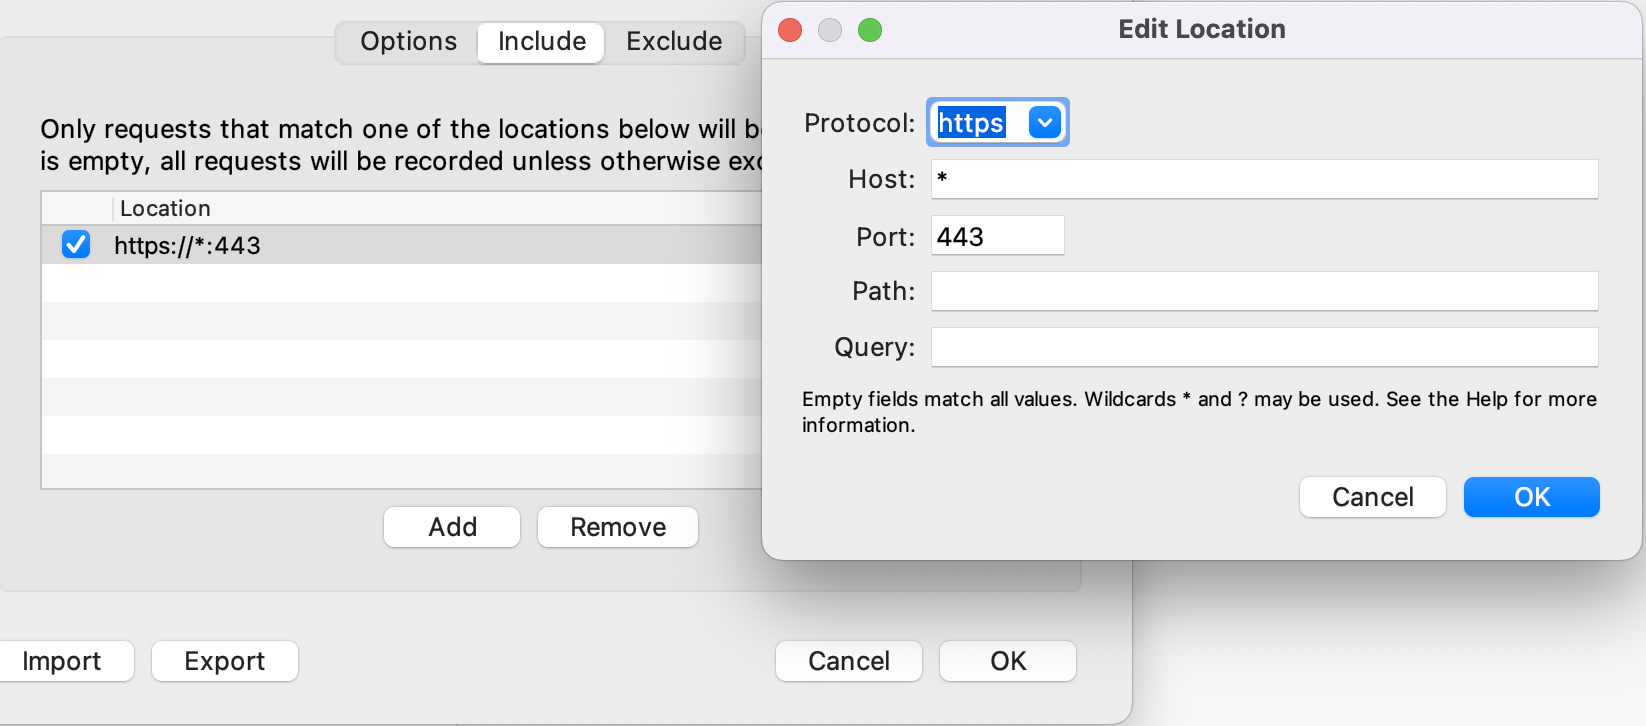 Options Include Exclude
Only requests that match one of the locations below will b
is empty, all requests will be recorded unless otherwise exc
Location
https://*:443
Add Remove
Import Export Cancel OK
Edit Location
Protocol: https
Host: *
Port: 443
Path:
Query:
Empty fields match all values. Wildcards * and ? may be used. See the Help for more
information.
Cancel OK